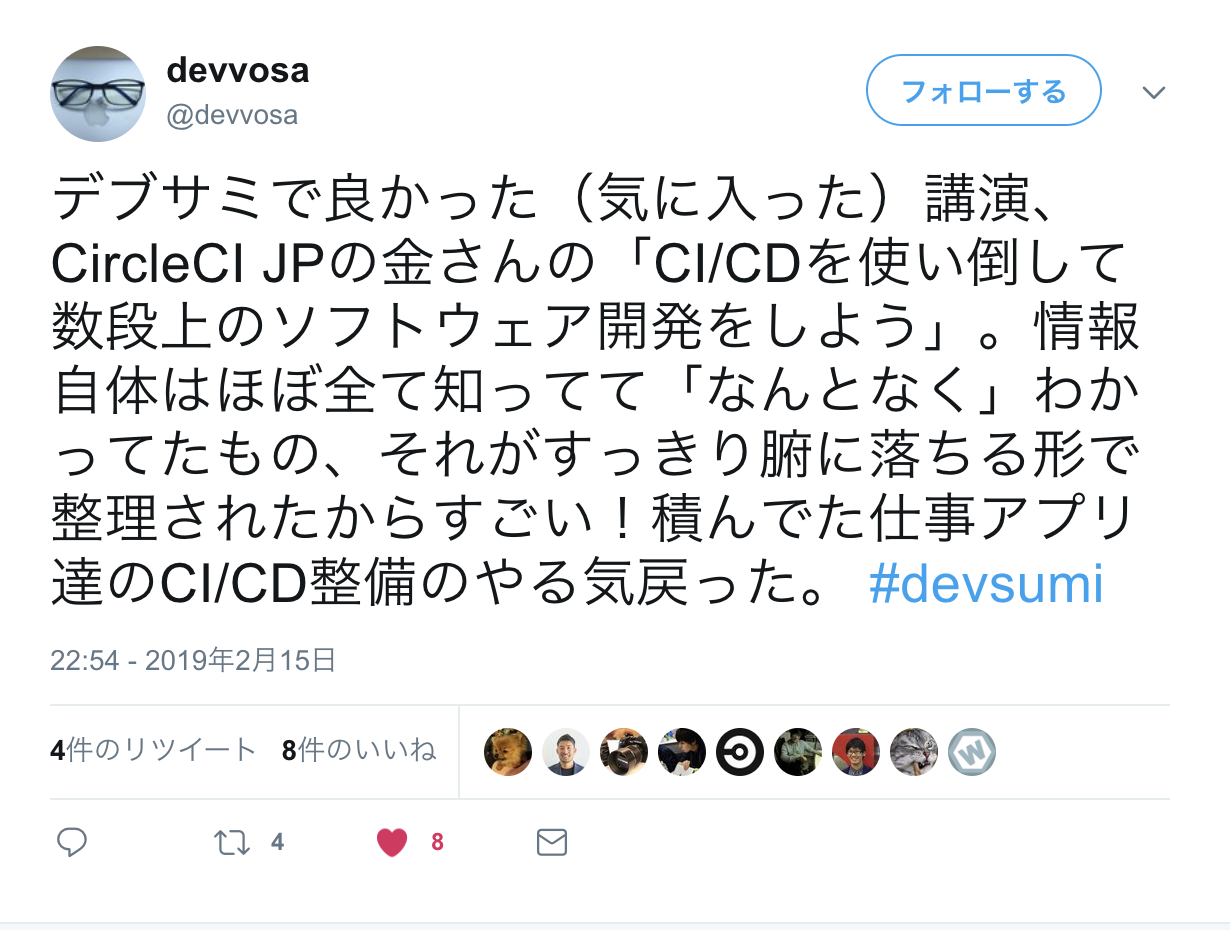 devvosa
@devvosa
フォローする
デブサミで良かった（気に入った）講演、
CircleCI JPの金さんの「CI/CDを使い倒して
数段上のソフトウェア開発をしよう」。情報
自体はほぼ全て知ってて「なんとなく」わか
ってたもの、それがすっきり腑に落ちる形で
整理されたからすごい！積んでた仕事アプリ
達のCI/CD整備のやる気戻った。 #devsumi
22:54 - 2019年2月15日
4件のリツイート 8件のいいね
W
4 8